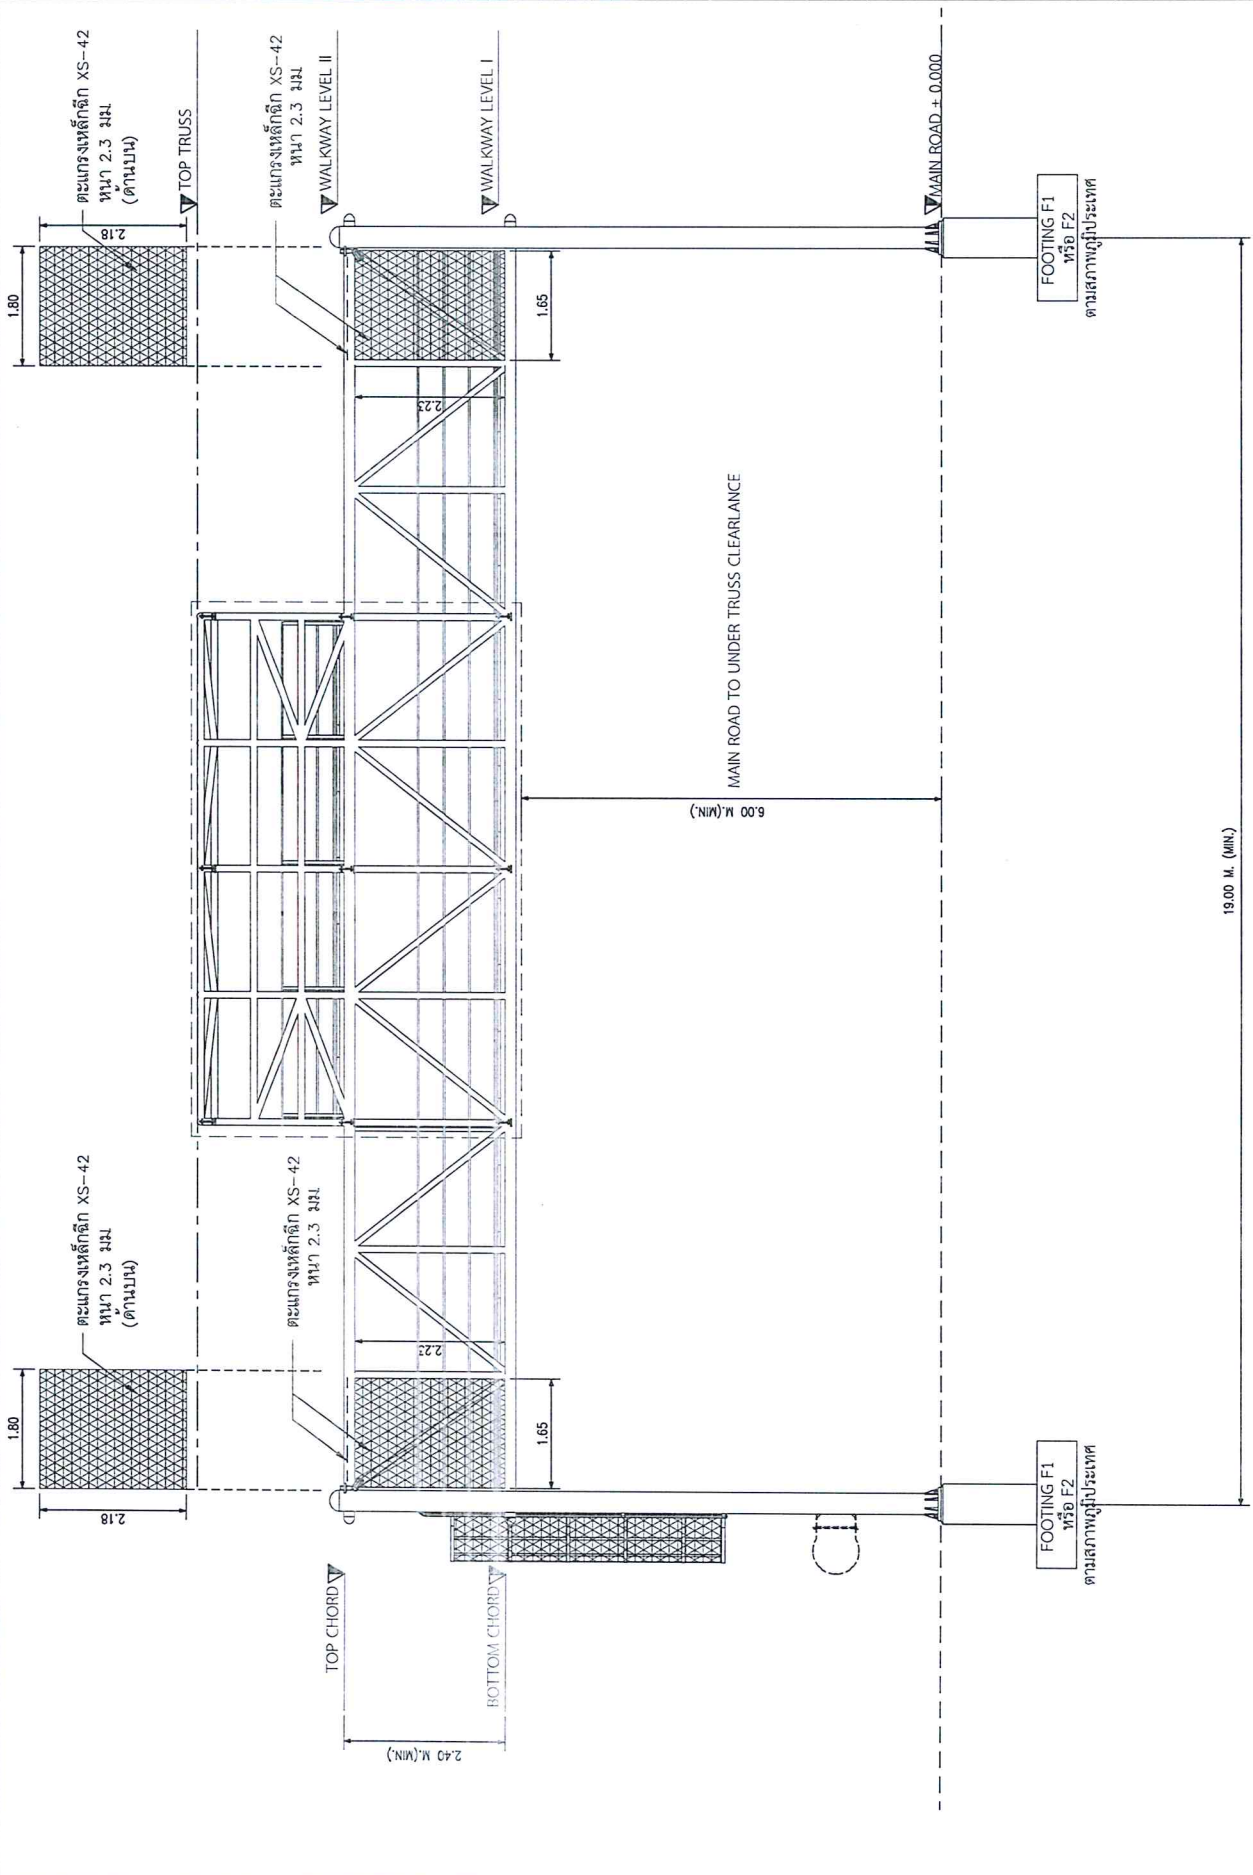 1.80
2.18
ตะแกรงเหล็กฉีก XS-42
หนา 2.3 มม.
(ด้านบน)
1.80
2.18
ตะแกรงเหล็กฉีก XS-42
หนา 2.3 มม.
(ด้านบน)
TOP TRUSS
ตะแกรงเหล็กฉีก XS-42
หนา 2.3 มม.
ตะแกรงเหล็กฉีก XS-42
หนา 2.3 มม.
WALKWAY LEVEL II
TOP CHORD
2.40 M.(MIN.)
2.23
2.23
BOTTOM CHORD
WALKWAY LEVEL I
1.65
1.65
6.00 M.(MIN.)
MAIN ROAD TO UNDER TRUSS CLEARLANCE
MAIN ROAD ± 0.000
FOOTING F1
หรือ F2
ตามสภาพภูมิประเทศ
FOOTING F1
หรือ F2
ตามสภาพภูมิประเทศ
19.00 M. (MIN.)